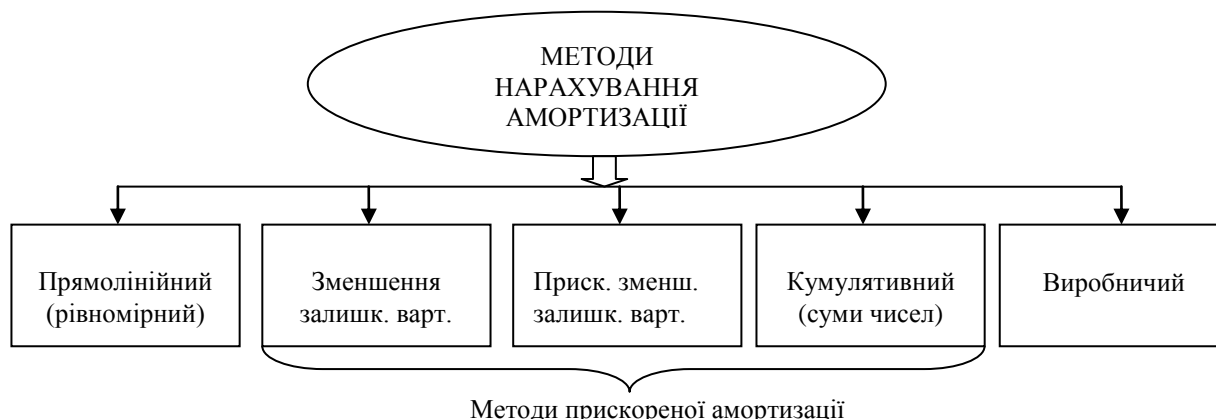 МЕТОДИ
НАРАХУВАННЯ
АМОРТИЗАЦІЇ
Прямолінійний
(рівномірний)
Зменшення
залишк. варт.
Приск. зменш.
залишк. варт.
Кумулятивний
(суми чисел)
Виробничий
Методи прискореної амортизації